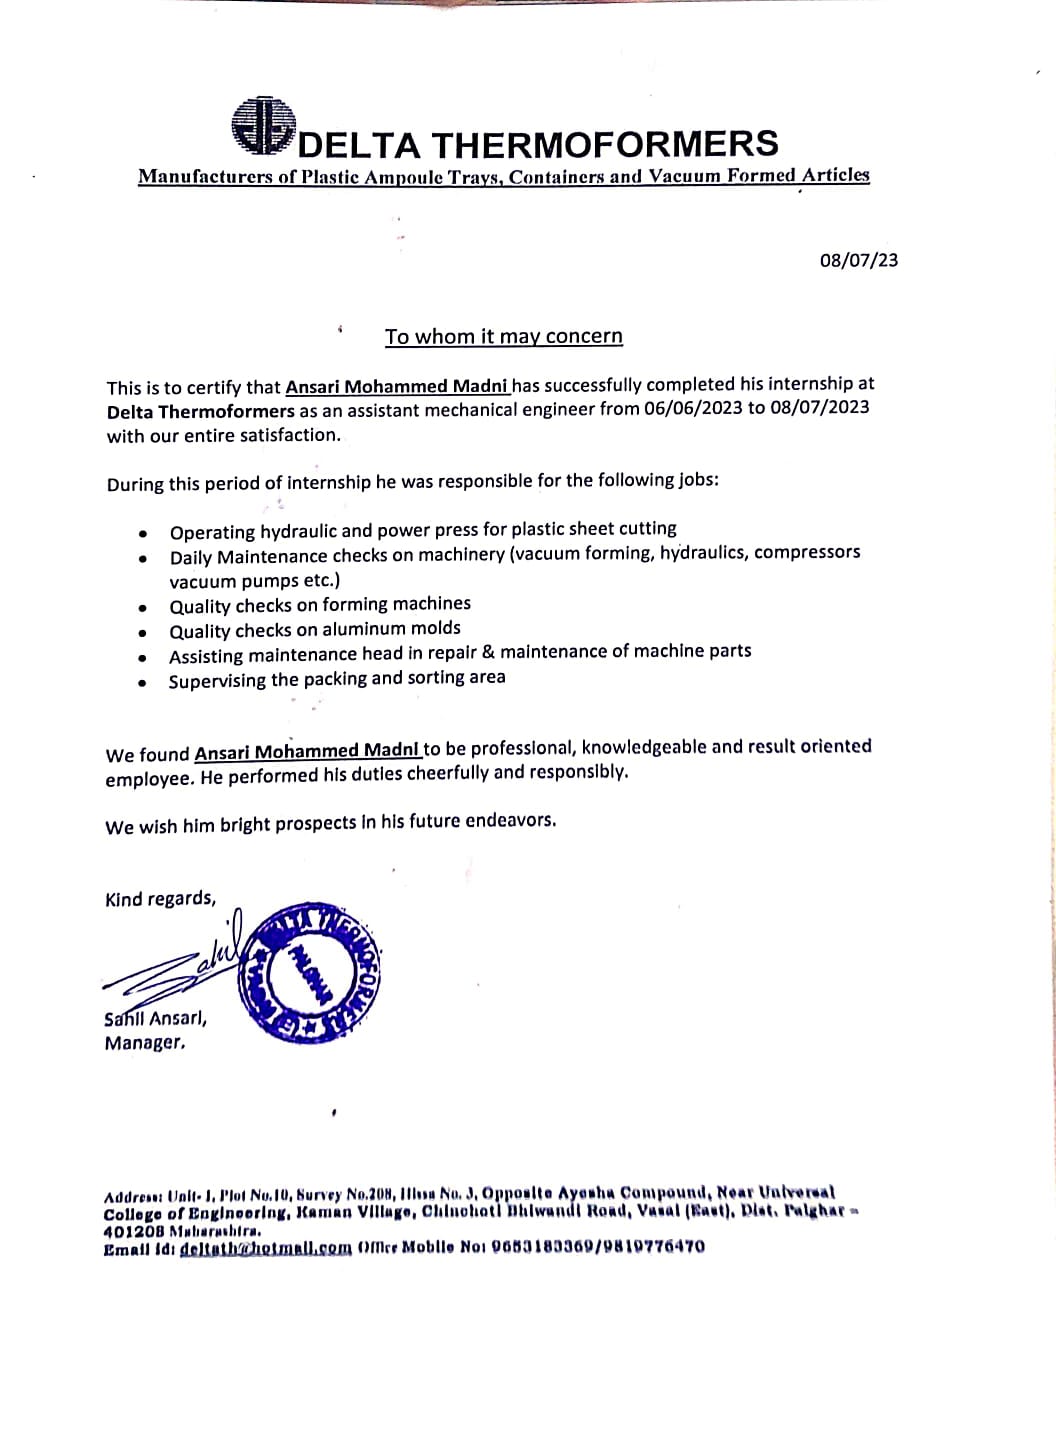 DELTA THERMOFORMERS
Manufacturers of Plastic Ampoule Trays, Containers and Vacuum Formed Articles
08/07/23
To whom it may concern
This is to certify that Ansari Mohammed Madni has successfully completed his internship at
Delta Thermoformers as an assistant mechanical engineer from 06/06/2023 to 08/07/2023
with our entire satisfaction.
During this period of internship he was responsible for the following jobs:
• Operating hydraulic and power press for plastic sheet cutting
• Daily Maintenance checks on machinery (vacuum forming, hydraulics, compressors
vacuum pumps etc.)
• Quality checks on forming machines
• Quality checks on aluminum molds
• Assisting maintenance head in repair & maintenance of machine parts
• Supervising the packing and sorting area
We found Ansari Mohammed Madni to be professional, knowledgeable and result oriented
employee. He performed his duties cheerfully and responsibly.
We wish him bright prospects in his future endeavors.
Kind regards,
Sahil
DELTA THERMOFORMERS
PALGHAR
Sahil Ansari,
Manager.
Address: Unit- 1, Plot No.10, Survey No.208, Hissa No. 3, Opposite Ayesha Compound, Near Universal
College of Engineering, Kaman Village, Chinchoti Bhiwandi Road, Vasai (East), Dist. Palghar –
401208 Maharashtra.
Email id: deltath@hotmail.com Office Mobile No: 9653183369/9819776470